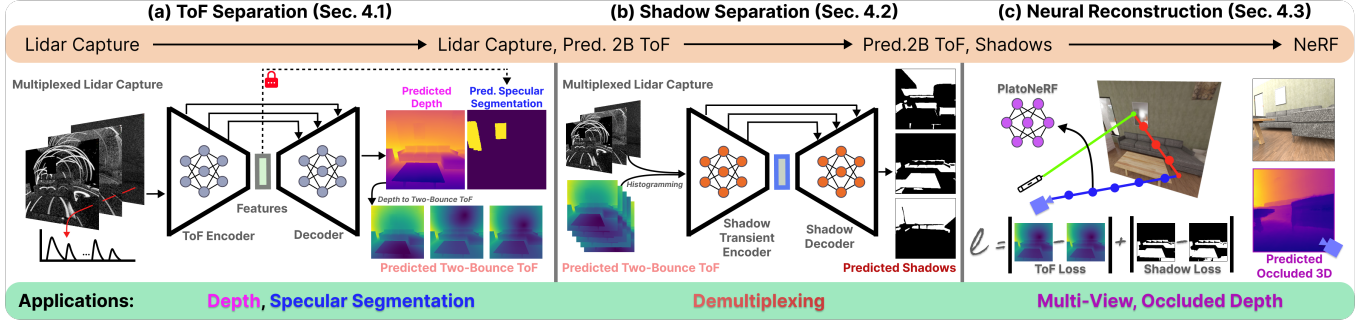 (a) ToF Separation (Sec. 4.1)
(b) Shadow Separation (Sec. 4.2)
(c) Neural Reconstruction (Sec. 4.3)
Lidar Capture
Lidar Capture, Pred. 2B ToF
Pred.2B ToF, Shadows
NeRF
Multiplexed Lidar Capture
Predicted
Depth
Pred. Specular
Segmentation
...
Features
ToF Encoder
Decoder
Depth to Two-Bounce ToF
Predicted Two-Bounce ToF
Multiplexed Lidar Capture
Histogramming
Shadow
Transient
Encoder
Shadow
Decoder
Predicted Two-Bounce ToF
Predicted Shadows
PlatoNeRF
ℓ = | - | + | - |
ToF Loss
Shadow Loss
Predicted
Occluded 3D
Applications:
Depth, Specular Segmentation
Demultiplexing
Multi-View, Occluded Depth